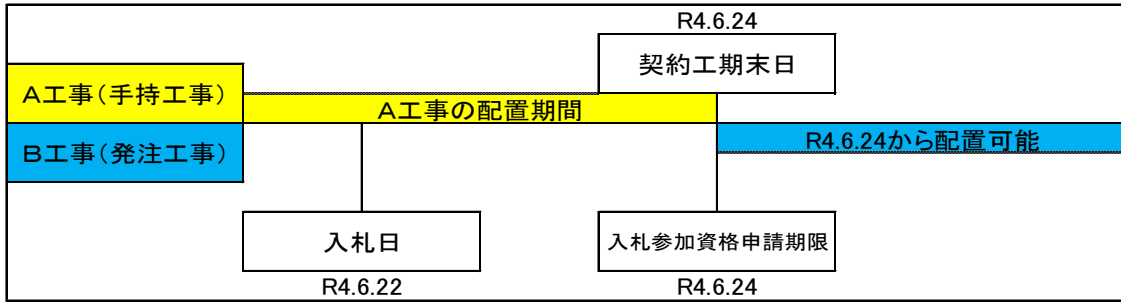 R4.6.24
契約工期末日
A工事(手持工事)
A工事の配置期間
B工事(発注工事)
R4.6.24から配置可能
入札日
入札参加資格申請期限
R4.6.22
R4.6.24